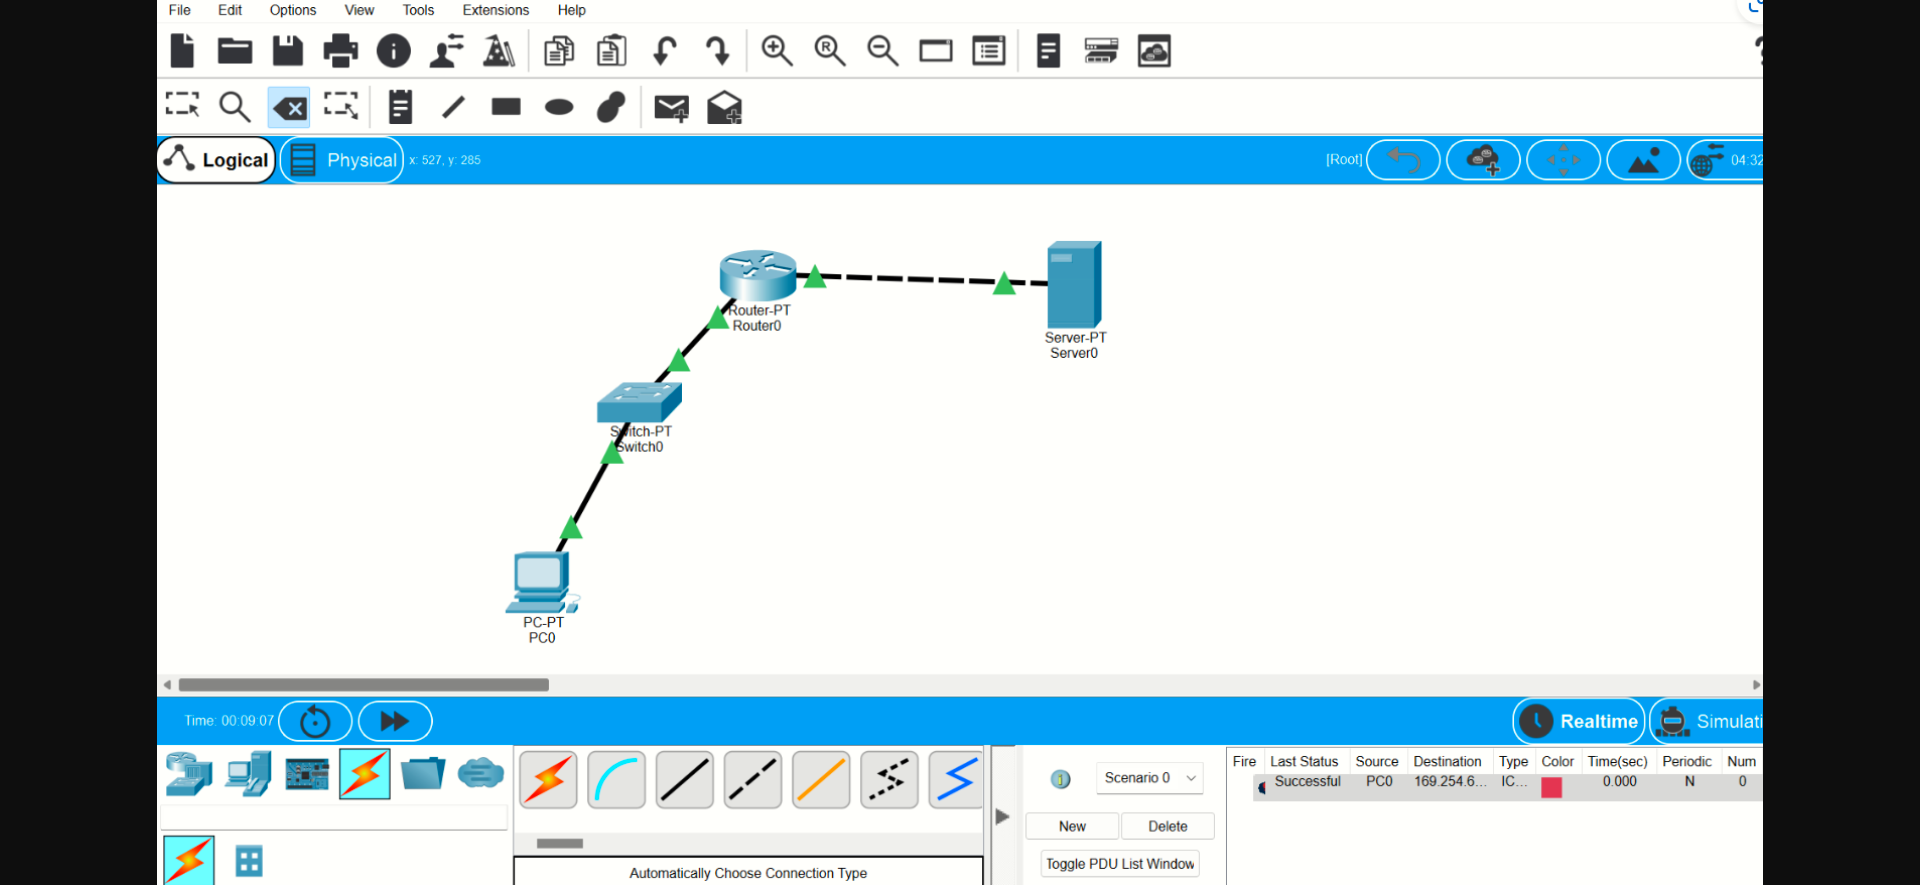 File Edit Options View Tools Extensions Help
Logical Physical x: 527, y: 285 [Root] 04:32
Router-PT
Router0
Server-PT
Server0
Switch-PT
Switch0
PC-PT
PC0
Time: 00:09:07 Realtime Simulati
Fire Last Status Source Destination Type Color Time(sec) Periodic Num
Successful PC0 169.254.6... IC... 0.000 N 0
Scenario 0
New Delete
Toggle PDU List Window
Automatically Choose Connection Type